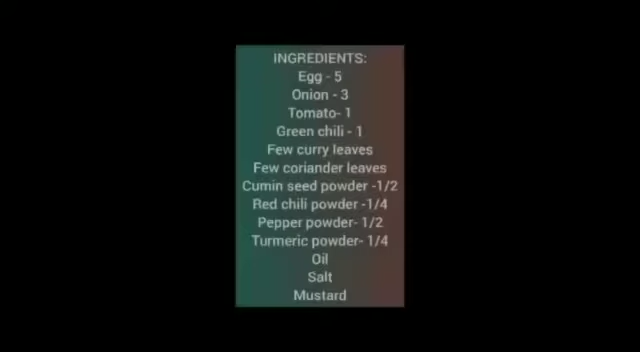 INGREDIENTS:
Egg - 5
Onion - 3
Tomato- 1
Green chili - 1
Few curry leaves
Few coriander leaves
Cumin seed powder -1/2
Red chili powder -1/4
Pepper powder- 1/2
Turmeric powder- 1/4
Oil
Salt
Mustard